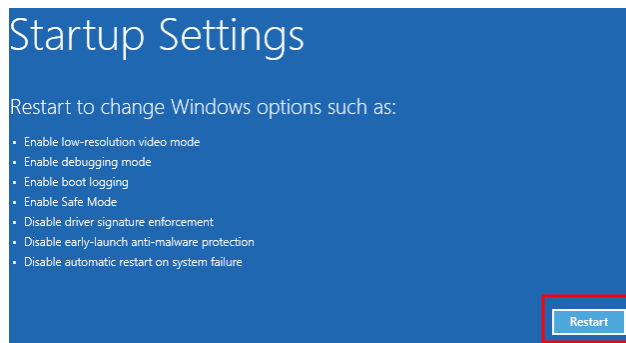 Startup Settings
Restart to change Windows options such as:
• Enable low-resolution video mode
• Enable debugging mode
• Enable boot logging
• Enable Safe Mode
• Disable driver signature enforcement
• Disable early-launch anti-malware protection
• Disable automatic restart on system failure
Restart